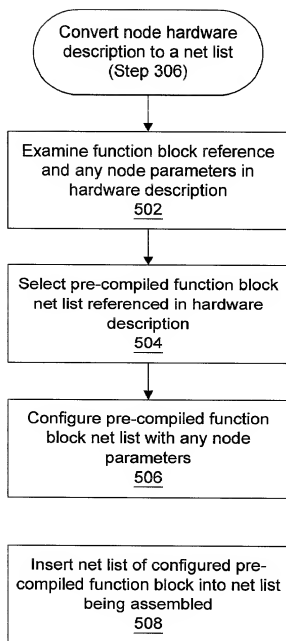 Convert node hardware
description to a net list
(Step 306)
Examine function block reference
and any node parameters in
hardware description
502
Select pre-compiled function block
net list referenced in hardware
description
504
Configure pre-compiled function
block net list with any node
parameters
506
Insert net list of configured pre-
compiled function block into net list
being assembled
508